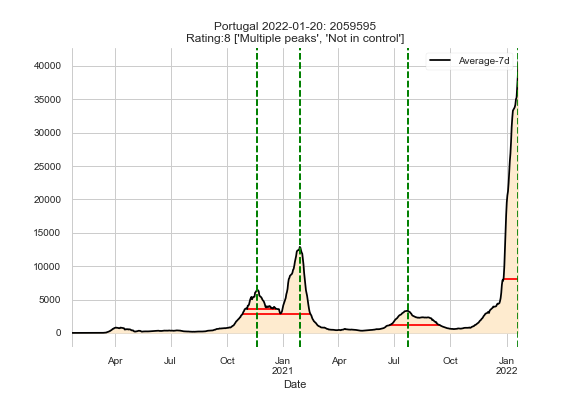 Portugal 2022-01-20: 2059595
Rating:8 ['Multiple peaks', 'Not in control']
Average-7d
40000
35000
30000
25000
20000
15000
10000
5000
0
Apr Jul Oct Jan Apr Jul Oct Jan
2021 2022
Date